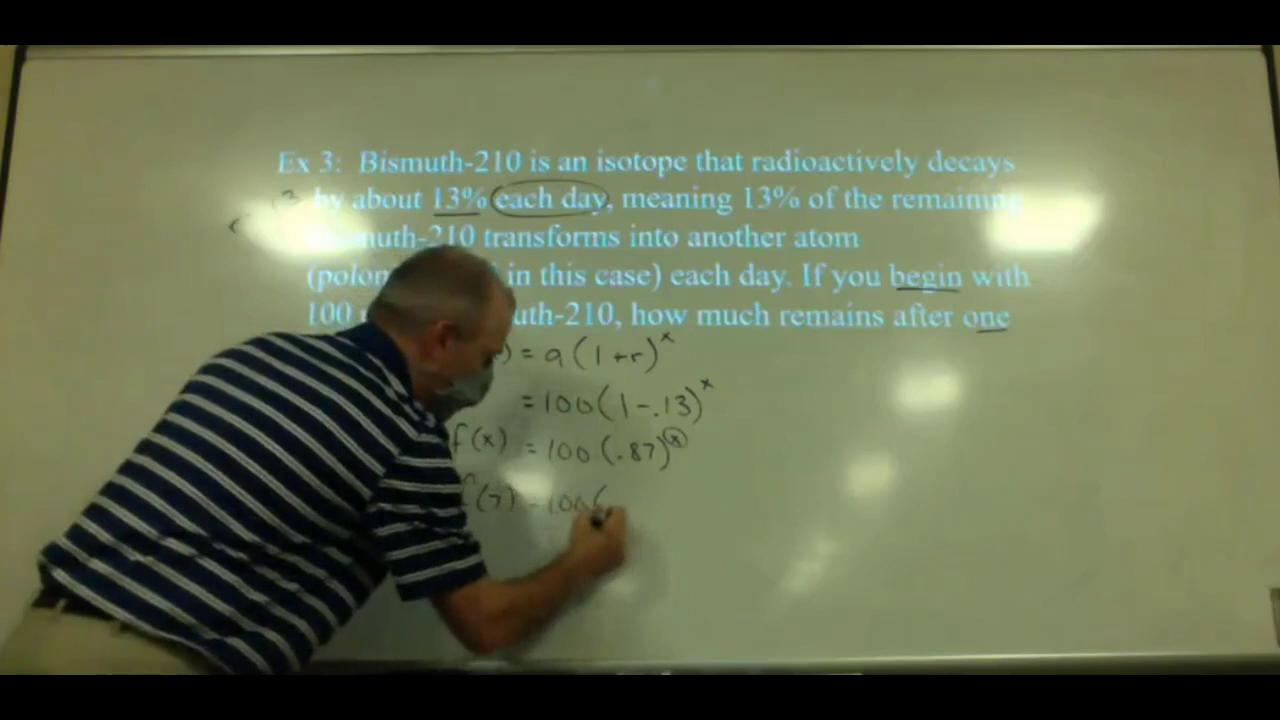 Ex 3: Bismuth-210 is an isotope that radioactively decays
by about 13% each day, meaning 13% of the remaining
transforms into another atom
in this case) each day. If you begin with
100 how much remains after one
= a(1+r)^x
= 100(1-.13)^x
f(x) = 100(.87)^x
(7) = 100(